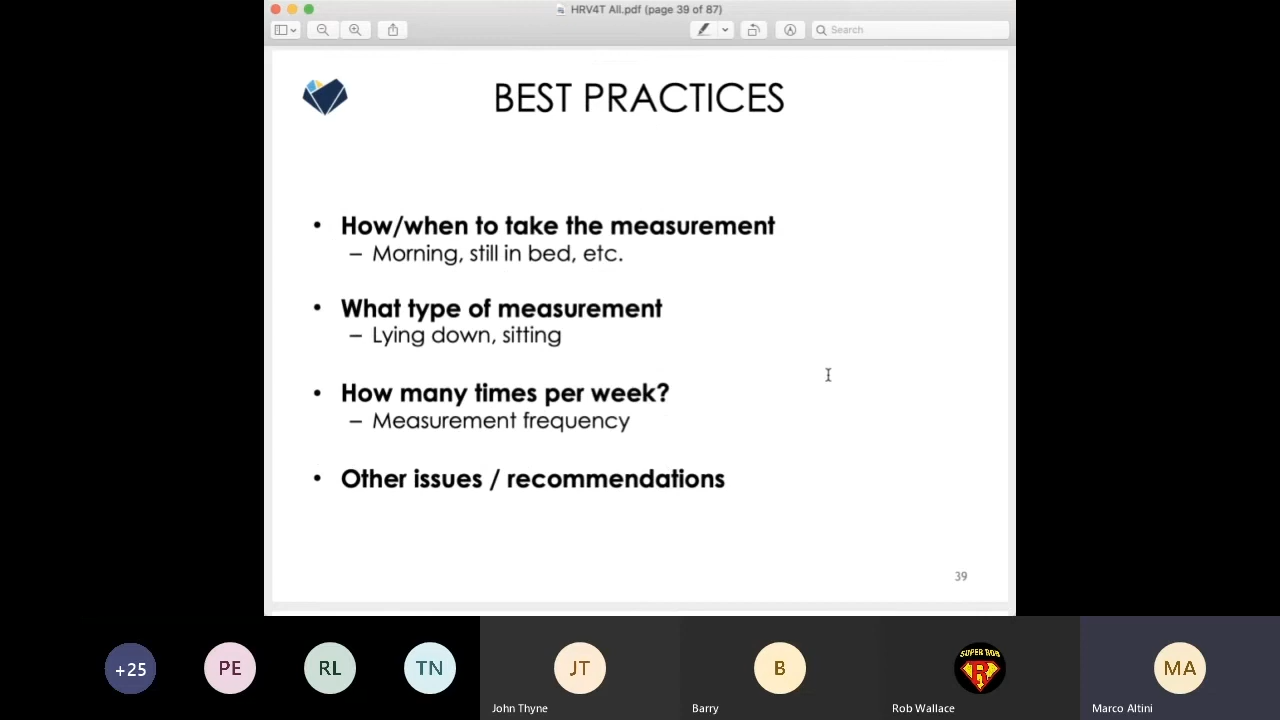 HRV4T All.pdf (page 39 of 87)
Search
BEST PRACTICES
• How/when to take the measurement
– Morning, still in bed, etc.
• What type of measurement
– Lying down, sitting
• How many times per week?
– Measurement frequency
• Other issues / recommendations
39
+25
PE
RL
TN
JT
B
SUPER ROB
R
MA
John Thyne
Barry
Rob Wallace
Marco Altini